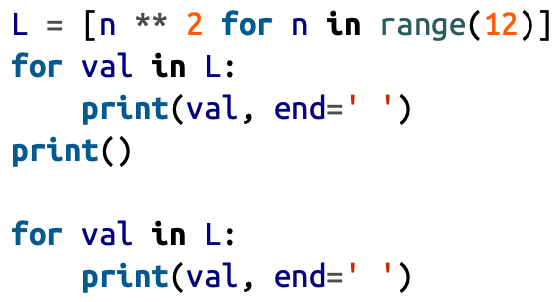 L = [n ** 2 for n in range(12)]
for val in L:
    print(val, end=' ')
print()

for val in L:
    print(val, end=' ')